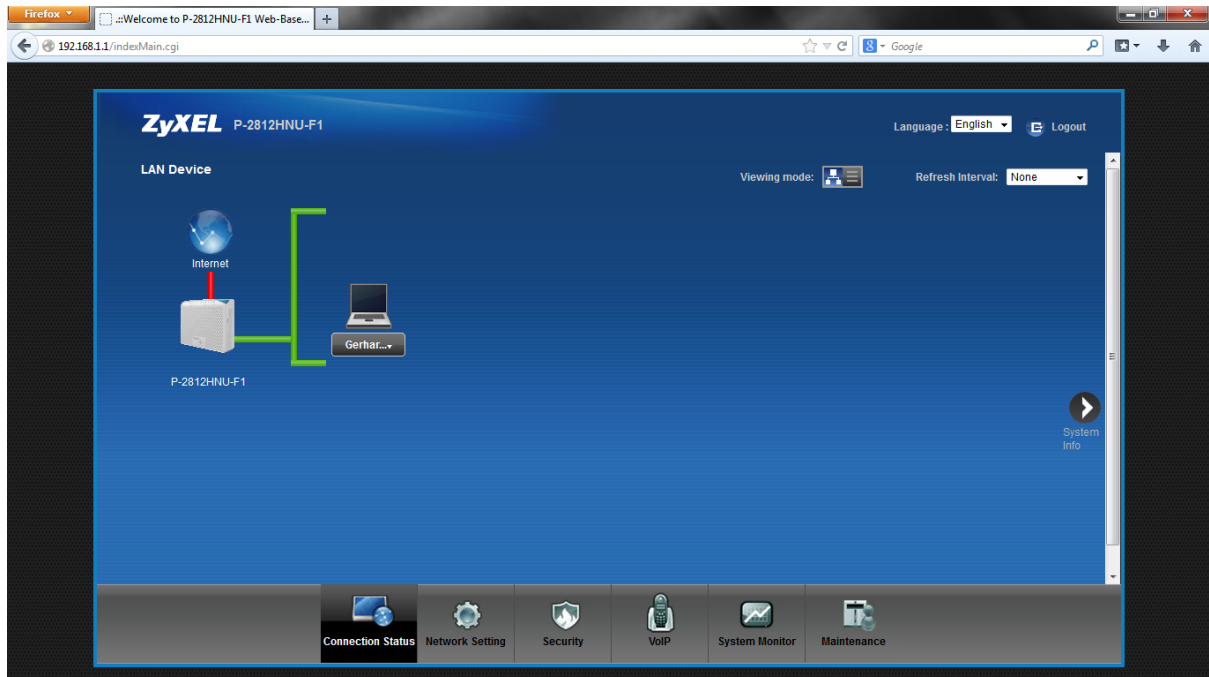 Firefox
.::Welcome to P-2812HNU-F1 Web-Base...
192.168.1.1/indexMain.cgi
Google
ZyXEL P-2812HNU-F1
Language : English
Logout
LAN Device
Viewing mode:
Refresh Interval: None
Internet
Gerhar...
P-2812HNU-F1
System
Info
Connection Status
Network Setting
Security
VoIP
System Monitor
Maintenance